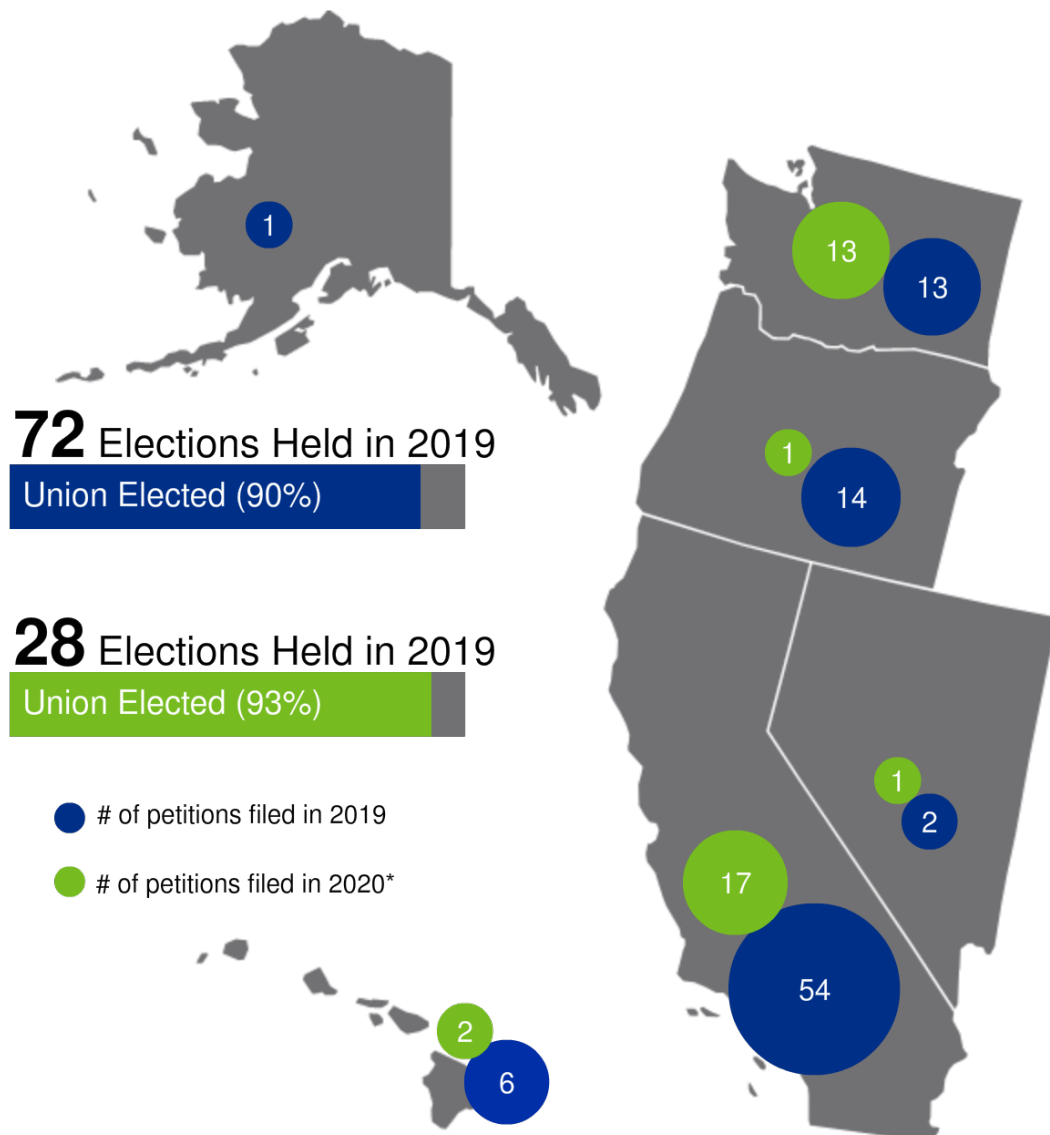 1
13
13
72 Elections Held in 2019
Union Elected (90%)
1
14
28 Elections Held in 2019
Union Elected (93%)
1
2
# of petitions filed in 2019
# of petitions filed in 2020*
17
54
2
6